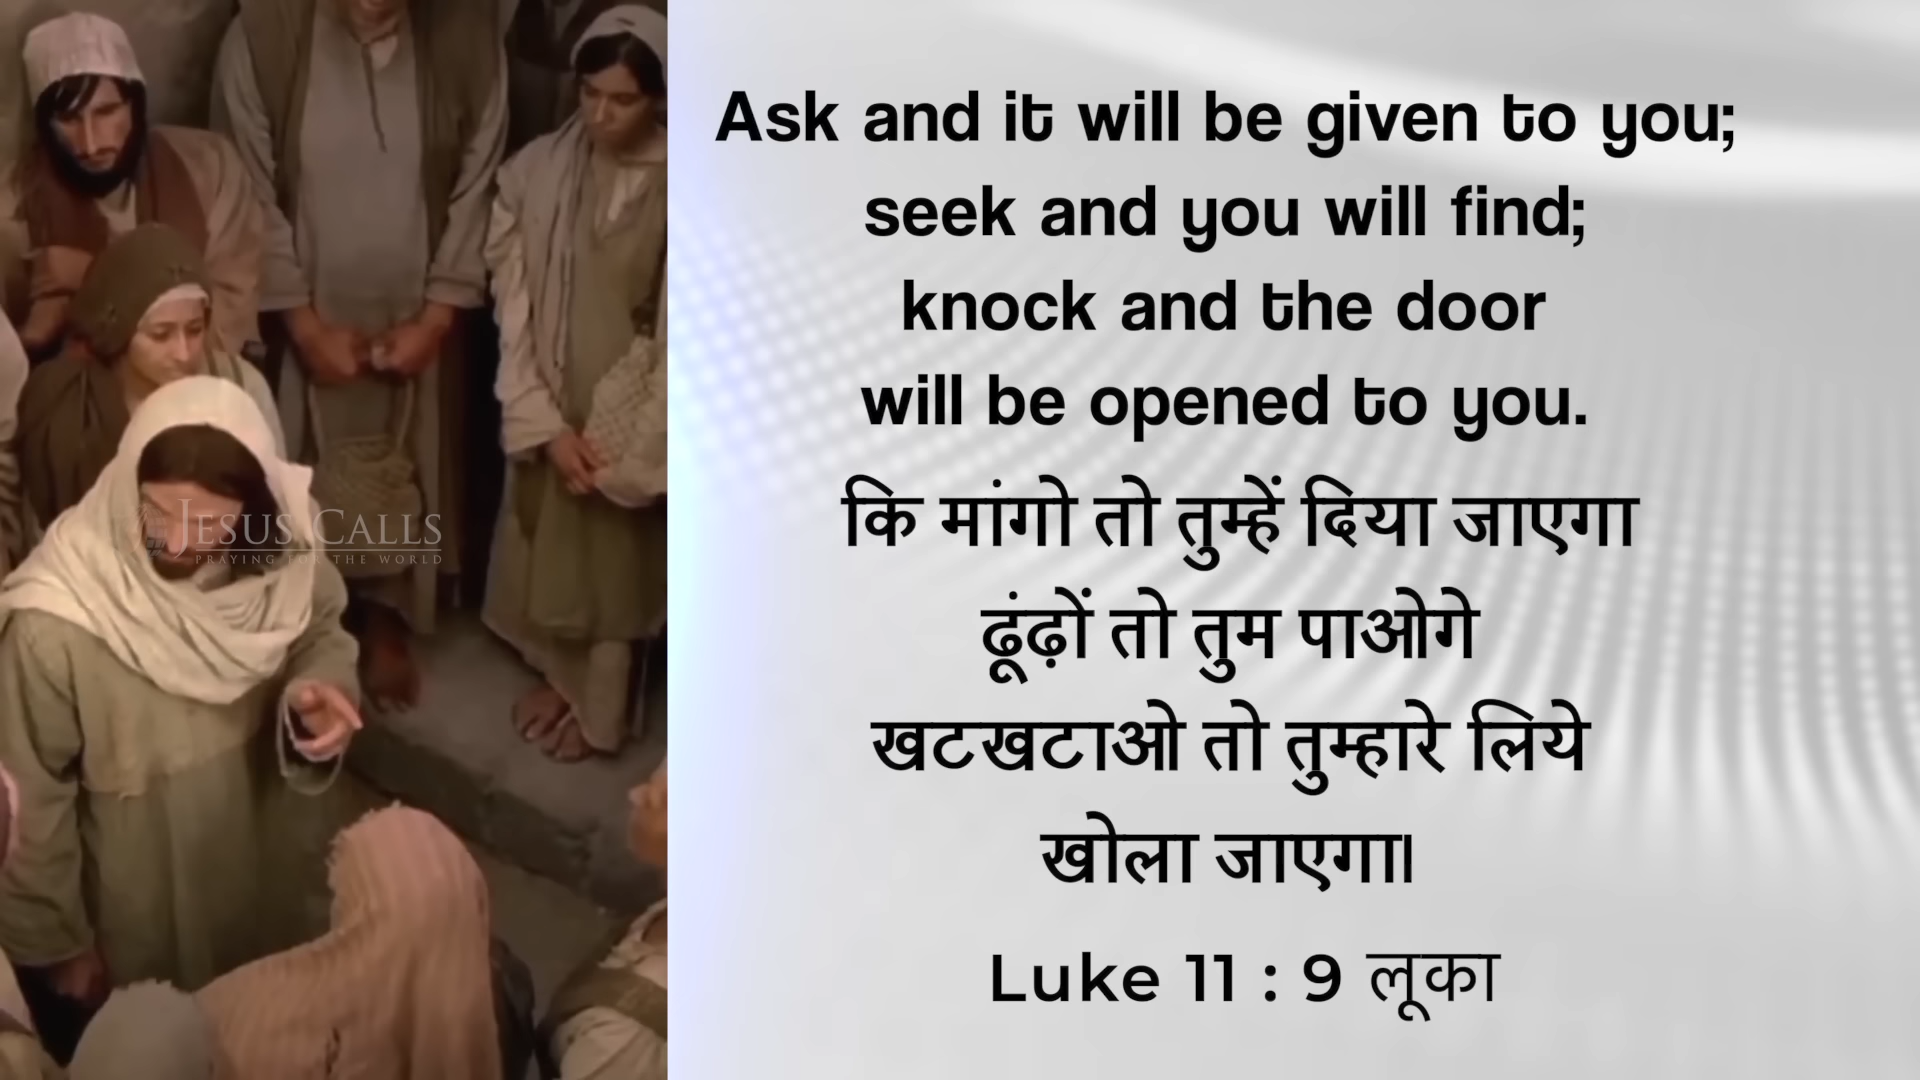 JESUS CALLS
PRAYING FOR THE WORLD
Ask and it will be given to you;
seek and you will find;
knock and the door
will be opened to you.
कि मांगो तो तुम्हें दिया जाएगा
ढूंढ़ों तो तुम पाओगे
खटखटाओ तो तुम्हारे लिये
खोला जाएगा।
Luke 11 : 9 लूका